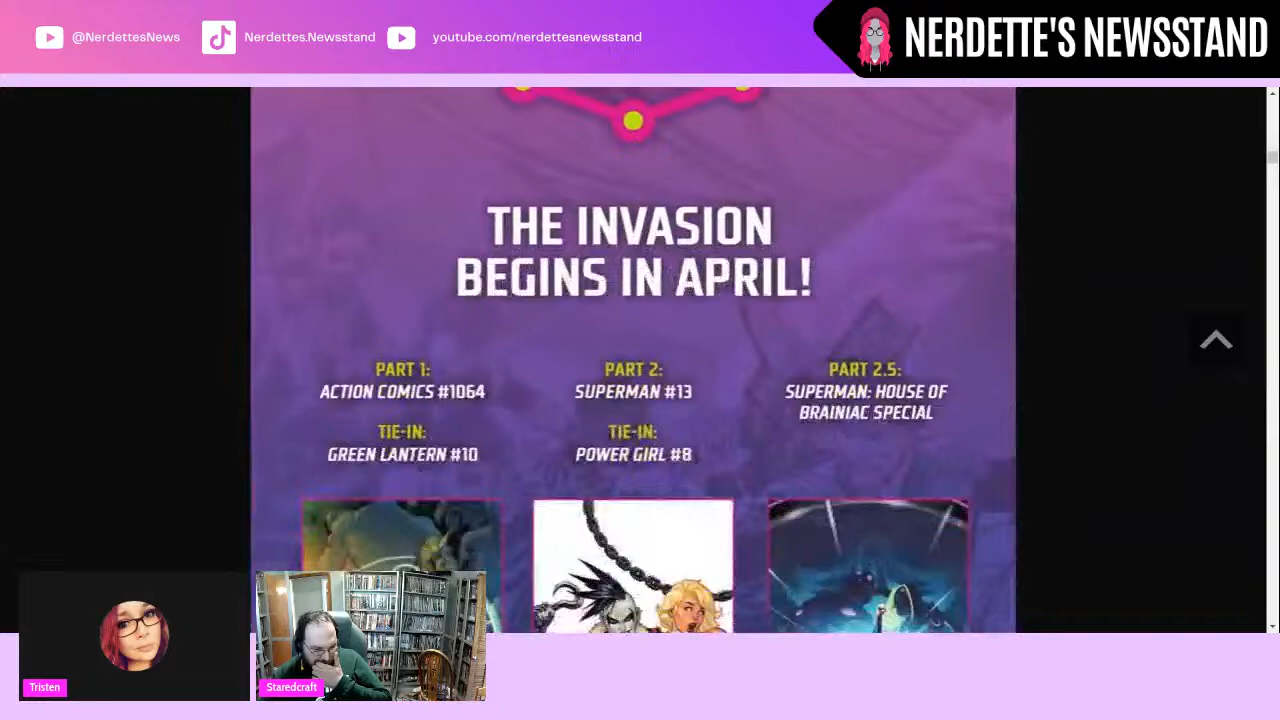 @NerdettesNews
Nerdettes.Newsstand
youtube.com/nerdettesnewsstand
NERDETTE'S NEWSSTAND
THE INVASION
BEGINS IN APRIL!
PART 1:
ACTION COMICS #1064
TIE-IN:
GREEN LANTERN #10
PART 2:
SUPERMAN #13
TIE-IN:
POWER GIRL #8
PART 2.5:
SUPERMAN: HOUSE OF
BRAINIAC SPECIAL
Tristen
Staredcraft